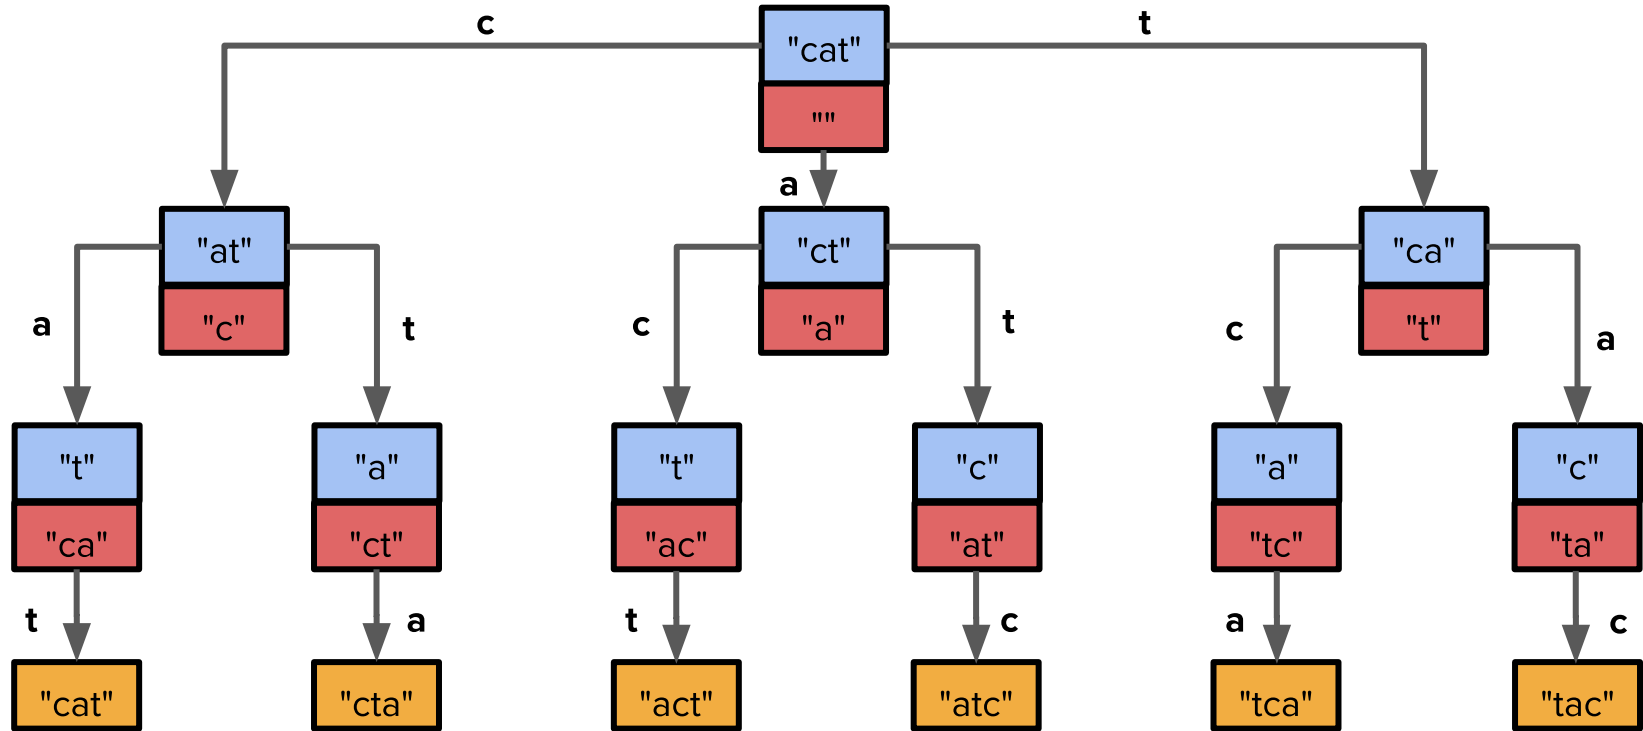 c
t
"cat"
""
a
"at"
"c"
"ct"
"a"
"ca"
"t"
a
t
c
t
c
a
"t"
"ca"
"a"
"ct"
"t"
"ac"
"c"
"at"
"a"
"tc"
"c"
"ta"
t
a
t
c
a
c
"cat"
"cta"
"act"
"atc"
"tca"
"tac"